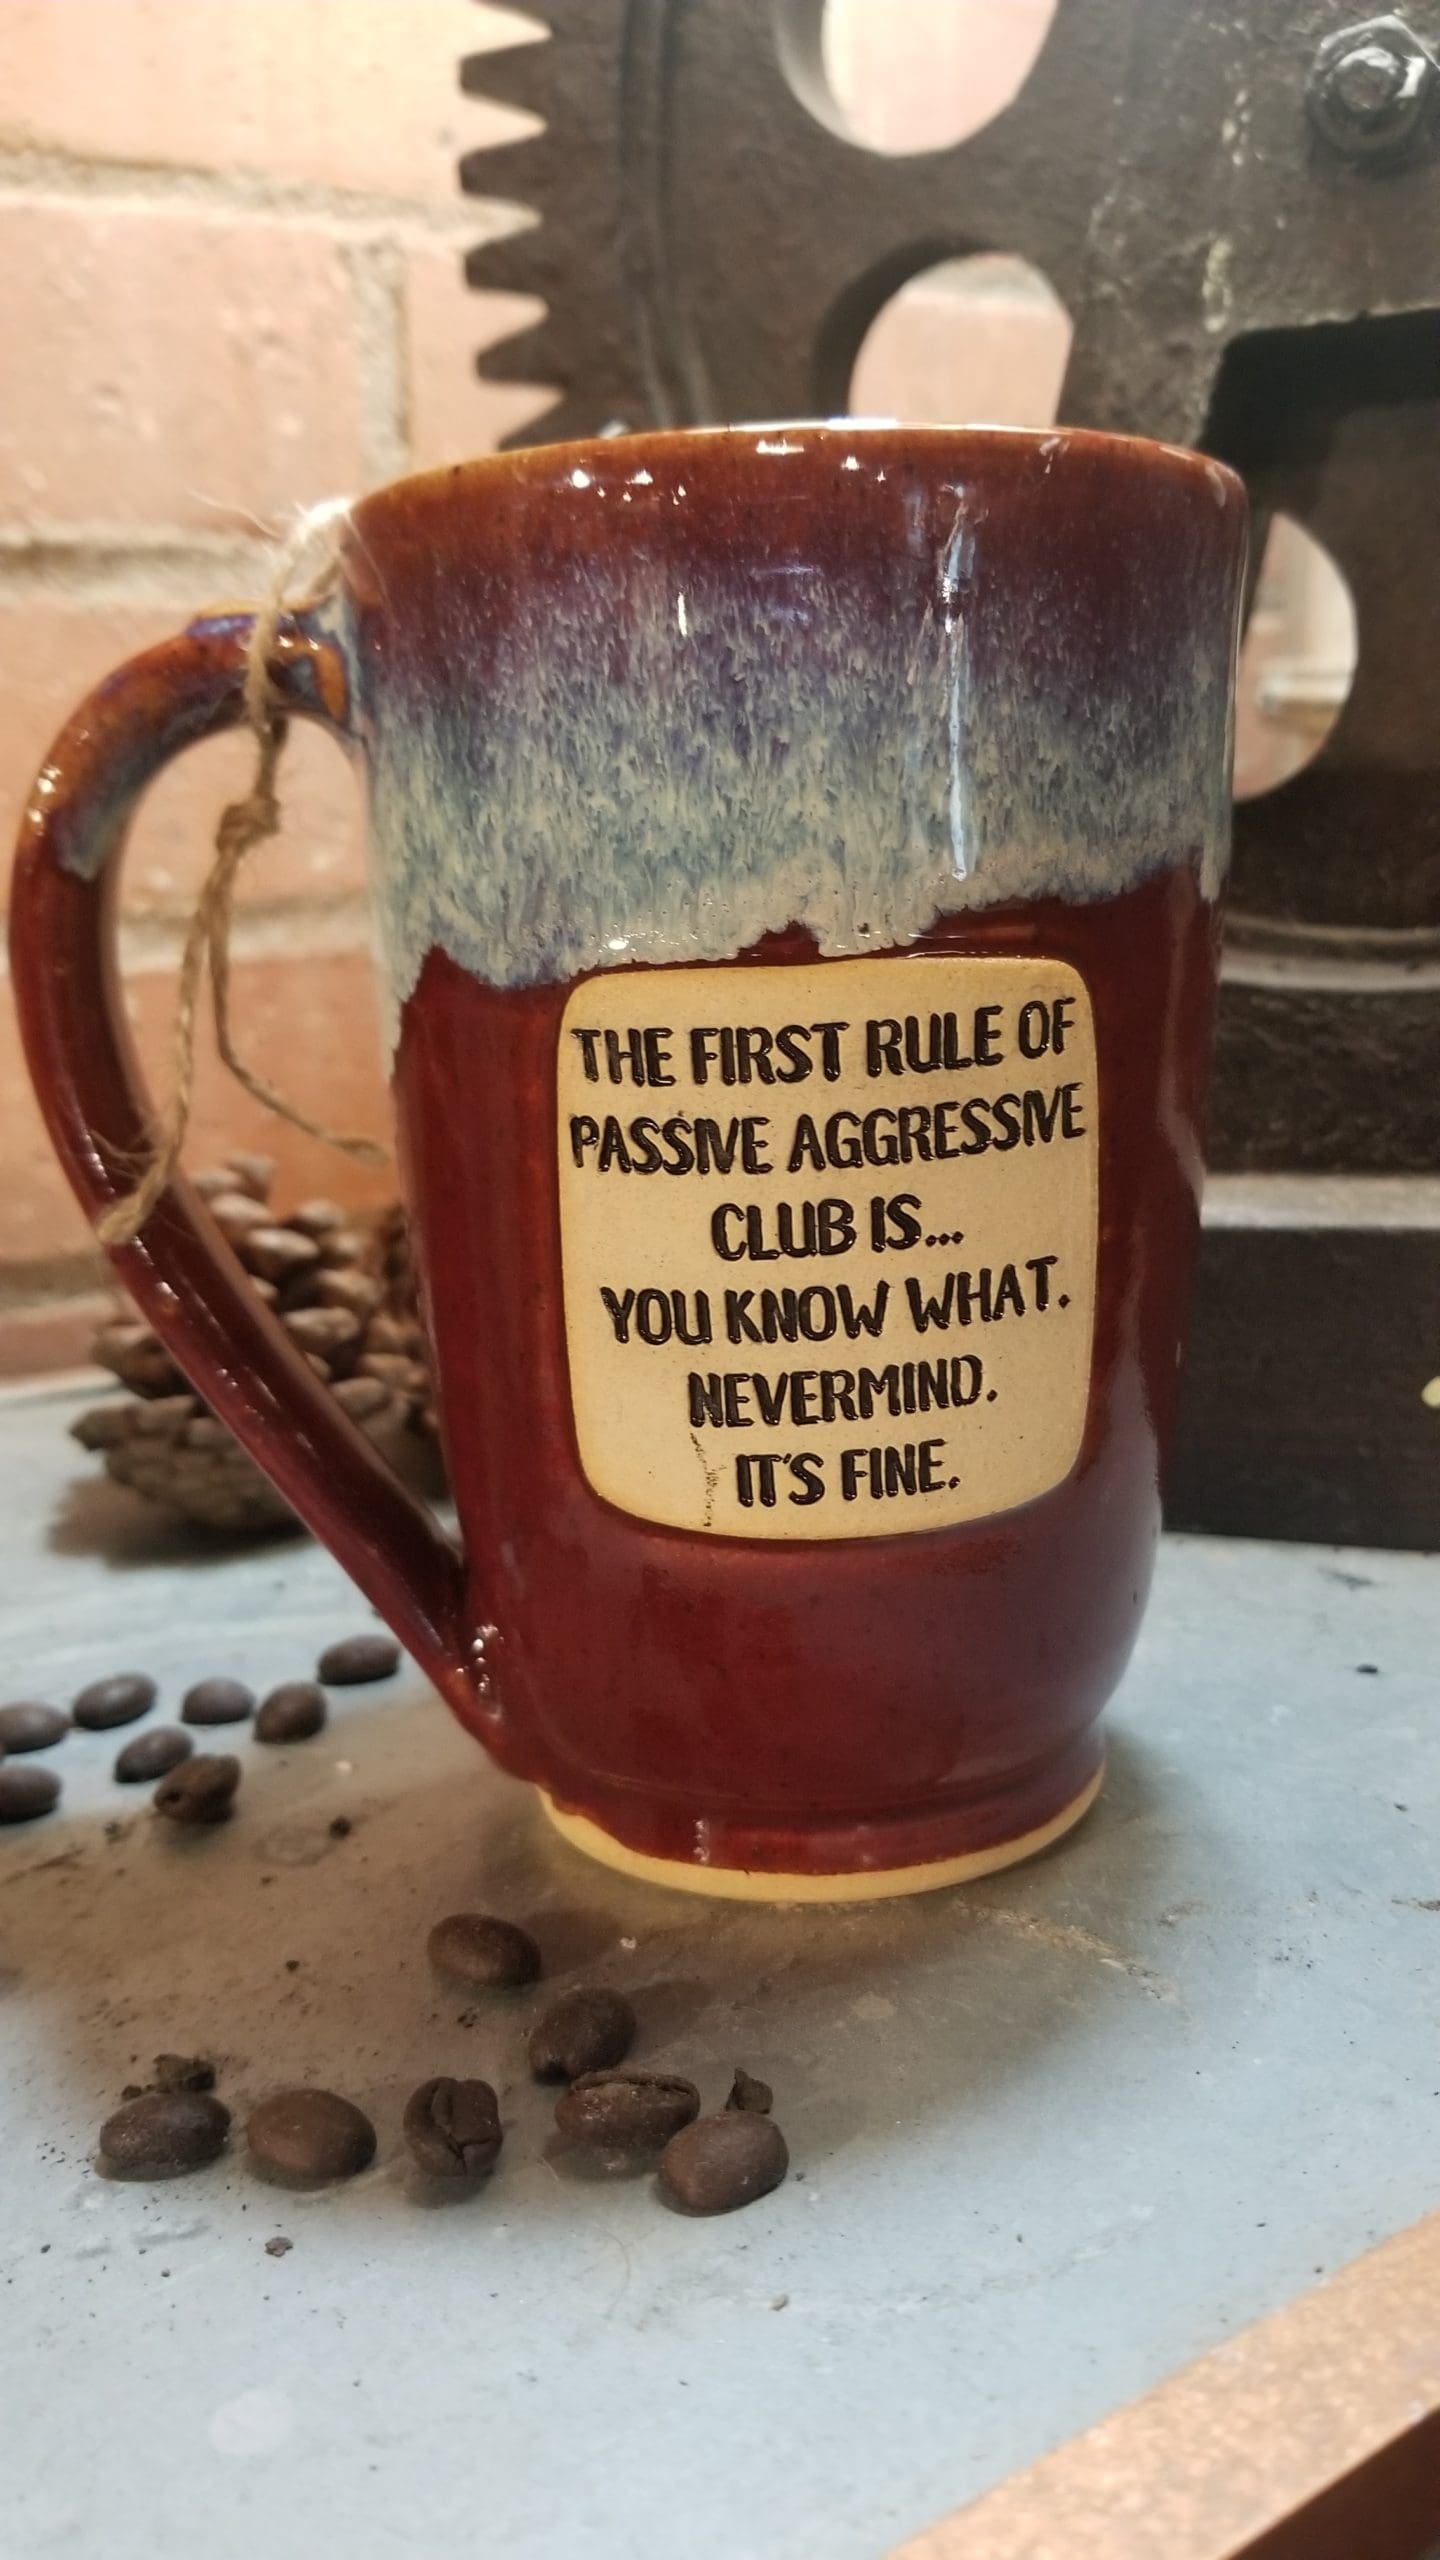 THE FIRST RULE OF
PASSIVE AGGRESSIVE
CLUB IS...
YOU KNOW WHAT.
NEVERMIND.
IT'S FINE.